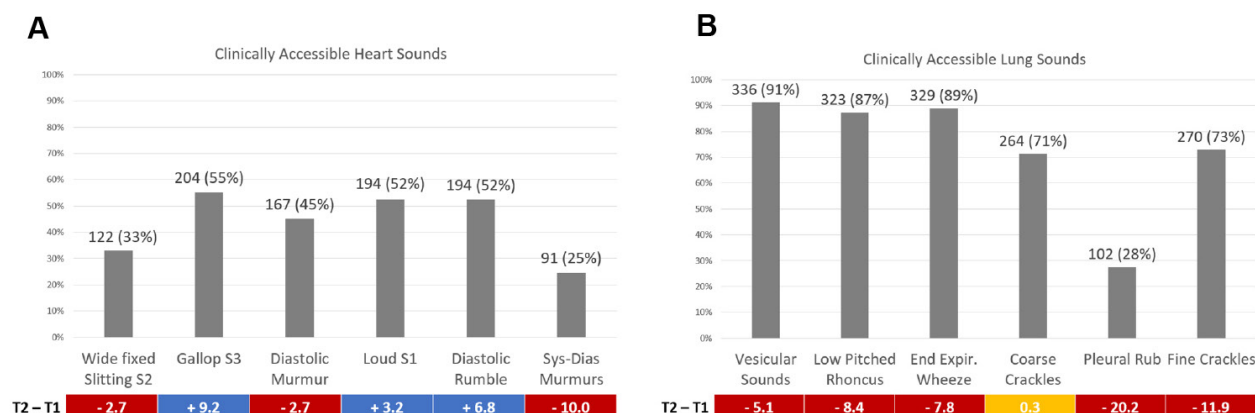 A
Clinically Accessible Heart Sounds
100%
90%
80%
70%
60%
50%
40%
30%
20%
10%
0%
122 (33%)
204 (55%)
167 (45%)
194 (52%)
194 (52%)
91 (25%)
Wide fixed
Slitting S2
Gallop S3
Diastolic
Murmur
Loud S1
Diastolic
Rumble
Sys-Dias
Murmurs
T2 – T1
- 2.7
+ 9.2
- 2.7
+ 3.2
+ 6.8
- 10.0
B
Clinically Accessible Lung Sounds
100%
90%
80%
70%
60%
50%
40%
30%
20%
10%
0%
336 (91%)
323 (87%)
329 (89%)
264 (71%)
102 (28%)
270 (73%)
Vesicular
Sounds
Low Pitched
Rhoncus
End Expir.
Wheeze
Coarse
Crackles
Pleural Rub
Fine Crackles
T2 – T1
- 5.1
- 8.4
- 7.8
0.3
- 20.2
- 11.9